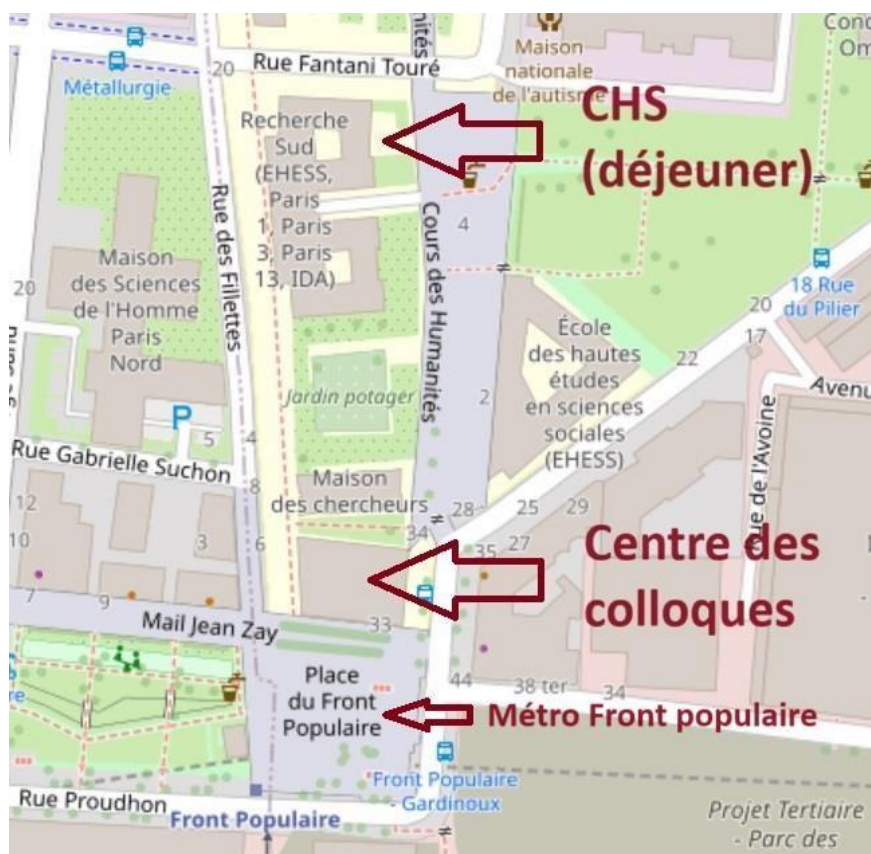 Rue Fantani Touré
20
Métallurgie
Maison
nationale
de l'autisme
CHS
(déjeuner)
Recherche
Sud
(EHESS,
Paris
1, Paris
3, Paris
13, IDA)
Rue des Fillettes
Cours des Humanités
4
Maison
des Sciences
de l'Homme
Paris
Nord
20
18 Rue
du Pilier
20
17
22
École
des hautes
études
en sciences
sociales
(EHESS)
2
Jardin potager
P
5
4
Rue Gabrielle Suchon
8
Maison
des chercheurs
28
25
29
27
34
35
12
10
3
6
7
9
Centre des
colloques
Mail Jean Zay
33
Place
du Front
Populaire
44
38 ter
34
Métro Front populaire
Front Populaire
- Gardinoux
Rue Proudhon
Front Populaire
Projet Tertiaire
- Parc des